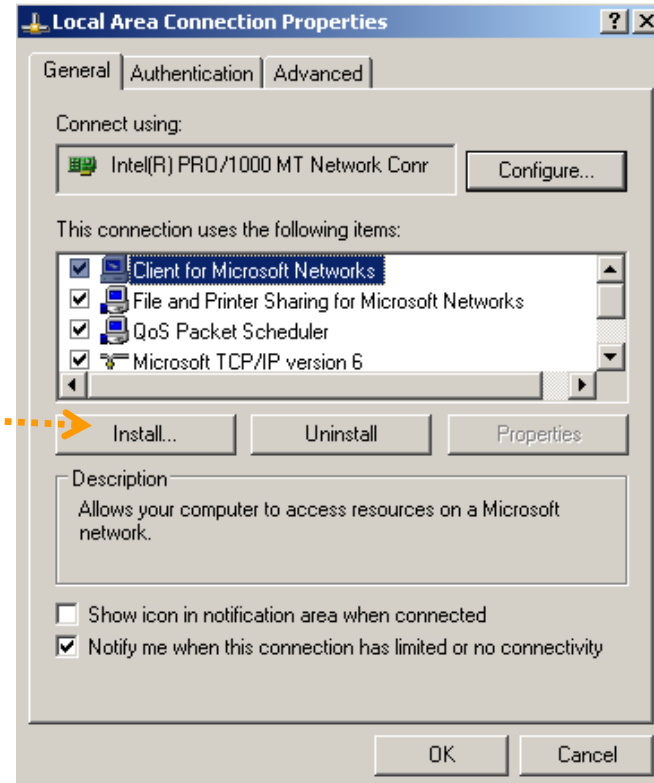 Local Area Connection Properties
General Authentication Advanced
Connect using:
Intel(R) PRO/1000 MT Network Conr
Configure...
This connection uses the following items:
Client for Microsoft Networks
File and Printer Sharing for Microsoft Networks
QoS Packet Scheduler
Microsoft TCP/IP version 6
Install... Uninstall Properties
Description
Allows your computer to access resources on a Microsoft
network.
Show icon in notification area when connected
Notify me when this connection has limited or no connectivity
OK Cancel